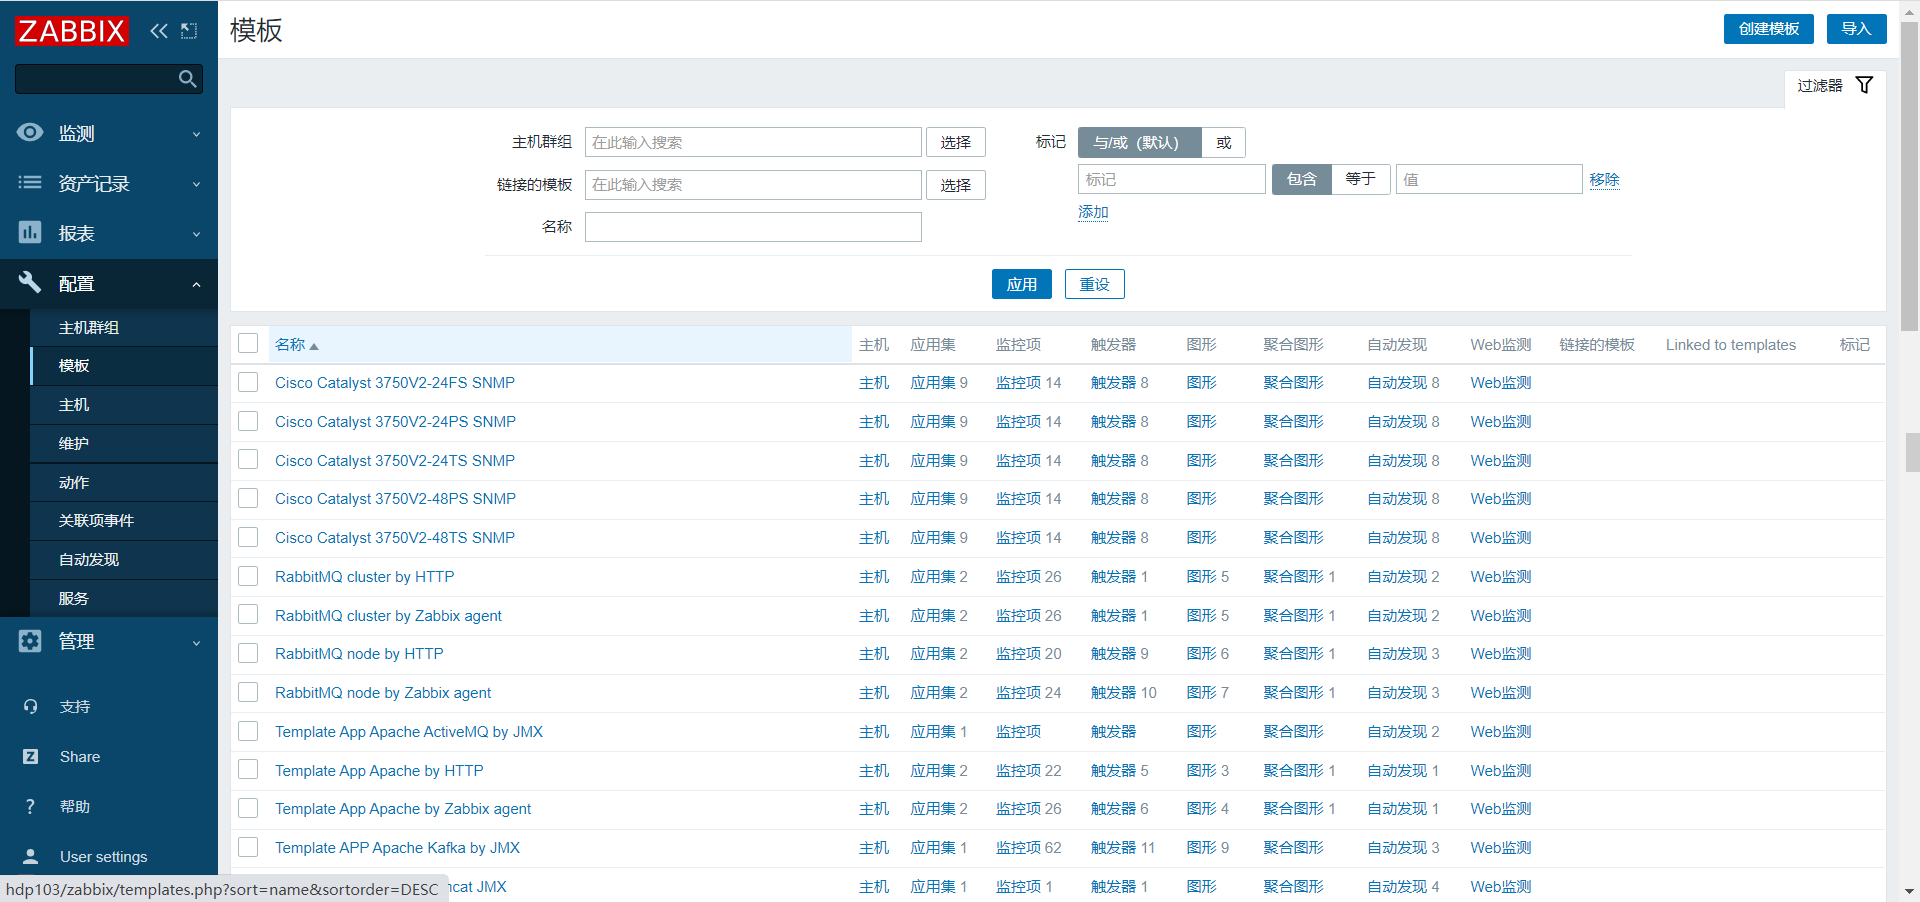 ZABBIX
模板
创建模板 导入
过滤器
监测
资产记录
报表
配置
主机群组
模板
主机
维护
动作
关联项事件
自动发现
服务
管理
支持
Share
帮助
User settings
主机群组 在此输入搜索 选择
链接的模板 在此输入搜索 选择
名称
标记 与/或（默认） 或
标记 包含 等于 值 移除
添加
应用 重设
名称 主机 应用集 监控项 触发器 图形 聚合图形 自动发现 Web监测 链接的模板 Linked to templates 标记
Cisco Catalyst 3750V2-24FS SNMP 主机 应用集 9 监控项 14 触发器 8 图形 聚合图形 自动发现 8 Web监测
Cisco Catalyst 3750V2-24PS SNMP 主机 应用集 9 监控项 14 触发器 8 图形 聚合图形 自动发现 8 Web监测
Cisco Catalyst 3750V2-24TS SNMP 主机 应用集 9 监控项 14 触发器 8 图形 聚合图形 自动发现 8 Web监测
Cisco Catalyst 3750V2-48PS SNMP 主机 应用集 9 监控项 14 触发器 8 图形 聚合图形 自动发现 8 Web监测
Cisco Catalyst 3750V2-48TS SNMP 主机 应用集 9 监控项 14 触发器 8 图形 聚合图形 自动发现 8 Web监测
RabbitMQ cluster by HTTP 主机 应用集 2 监控项 26 触发器 1 图形 5 聚合图形 1 自动发现 2 Web监测
RabbitMQ cluster by Zabbix agent 主机 应用集 2 监控项 26 触发器 1 图形 5 聚合图形 1 自动发现 2 Web监测
RabbitMQ node by HTTP 主机 应用集 2 监控项 20 触发器 9 图形 6 聚合图形 1 自动发现 3 Web监测
RabbitMQ node by Zabbix agent 主机 应用集 2 监控项 24 触发器 10 图形 7 聚合图形 1 自动发现 3 Web监测
Template App Apache ActiveMQ by JMX 主机 应用集 1 监控项 触发器 图形 聚合图形 自动发现 2 Web监测
Template App Apache by HTTP 主机 应用集 2 监控项 22 触发器 5 图形 3 聚合图形 1 自动发现 1 Web监测
Template App Apache by Zabbix agent 主机 应用集 2 监控项 26 触发器 6 图形 4 聚合图形 1 自动发现 1 Web监测
Template APP Apache Kafka by JMX 主机 应用集 1 监控项 62 触发器 11 图形 9 聚合图形 自动发现 3 Web监测
JMX 主机 应用集 1 监控项 1 触发器 1 图形 聚合图形 自动发现 4 Web监测
hdp103/zabbix/templates.php?sort=name&sortorder=DESC